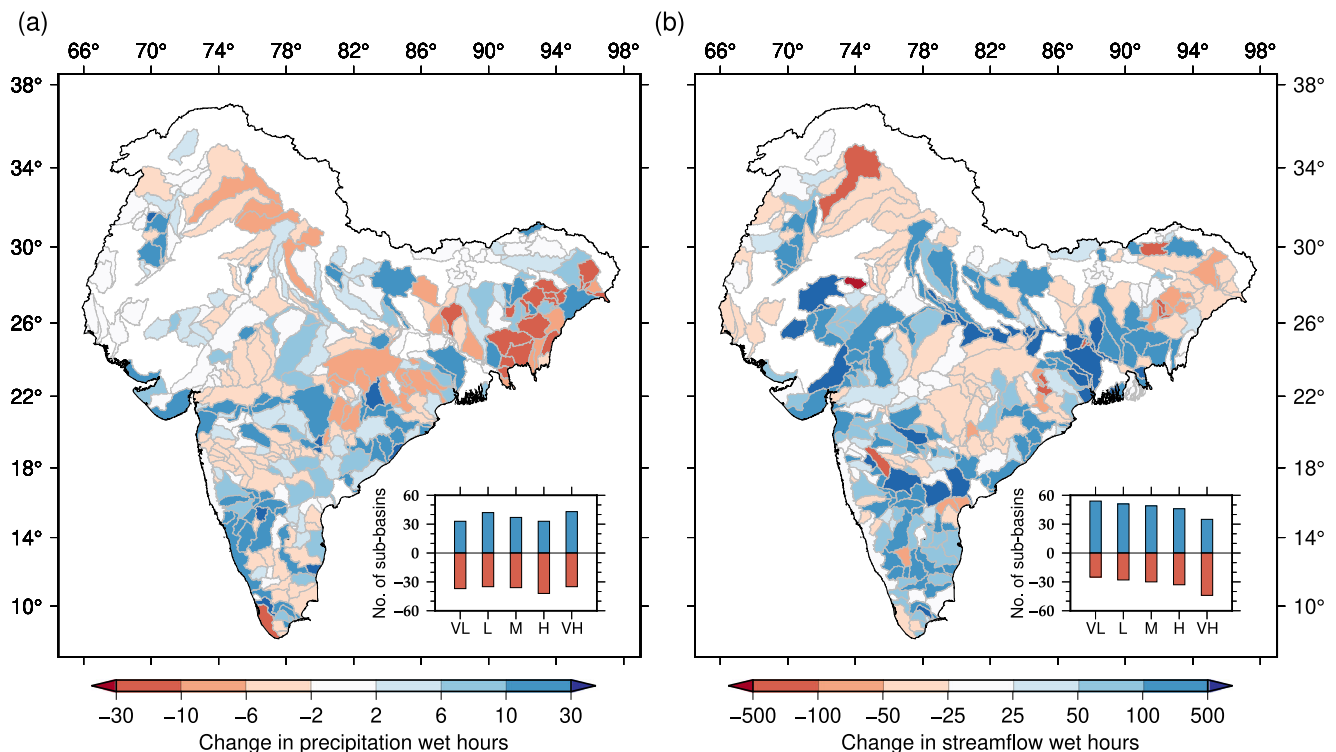 (a)
(b)
66° 70° 74° 78° 82° 86° 90° 94° 98°
66° 70° 74° 78° 82° 86° 90° 94° 98°
38°
34°
30°
26°
22°
18°
14°
10°
38°
34°
30°
26°
22°
18°
14°
10°
No. of sub-basins
60
30
0
−30
−60
VL L M H VH
No. of sub-basins
60
30
0
−30
−60
VL L M H VH
−30 −10 −6 −2 2 6 10 30
Change in precipitation wet hours
−500 −100 −50 −25 25 50 100 500
Change in streamflow wet hours